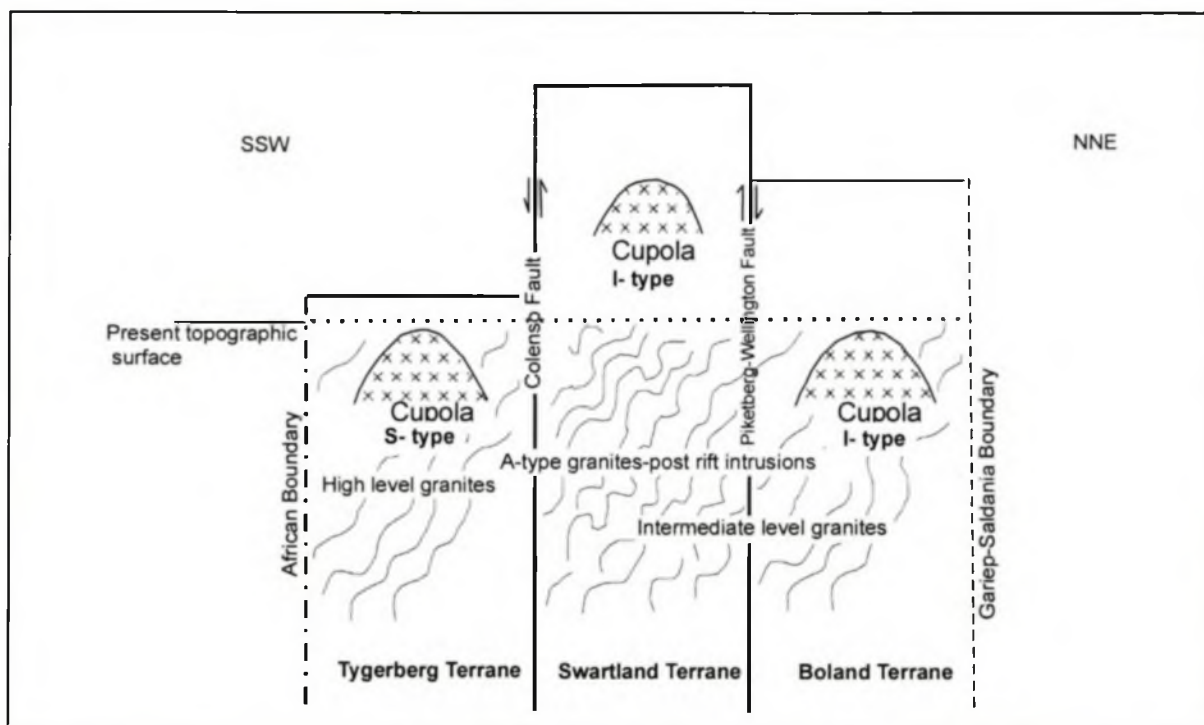 SSW
NNE
Cupola
I- type
Colenso Fault
Piketberg-Wellington Fault
Present topographic
surface
Cupola
S- type
Cupola
I- type
A-type granites-post rift intrusions
High level granites
Intermediate level granites
African Boundary
Gariep-Saldania Boundary
Tygerberg Terrane
Swartland Terrane
Boland Terrane